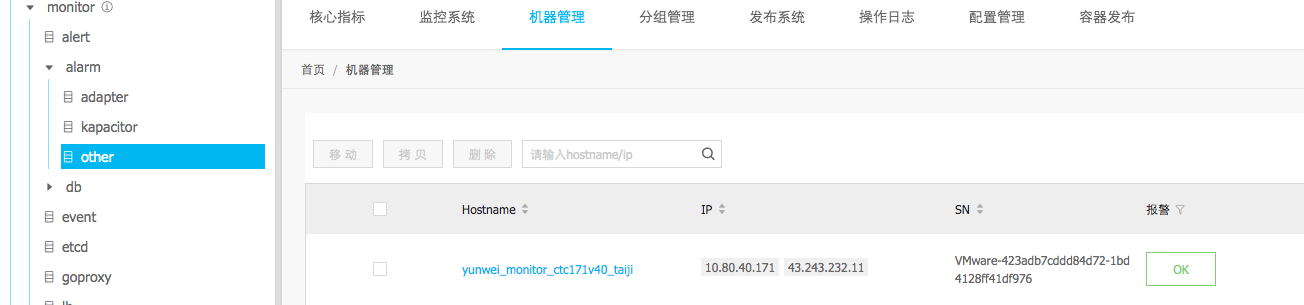 monitor
alert
alarm
adapter
kapacitor
other
db
event
etcd
goproxy
核心指标 监控系统 机器管理 分组管理 发布系统 操作日志 配置管理 容器发布
首页 / 机器管理
移 动 拷 贝 删 除 请输入hostname/ip
Hostname IP SN 报警
yunwei_monitor_ctc171v40_taiji 10.80.40.171 43.243.232.11 VMware-423adb7cddd84d72-1bd
4128ff41df976 OK